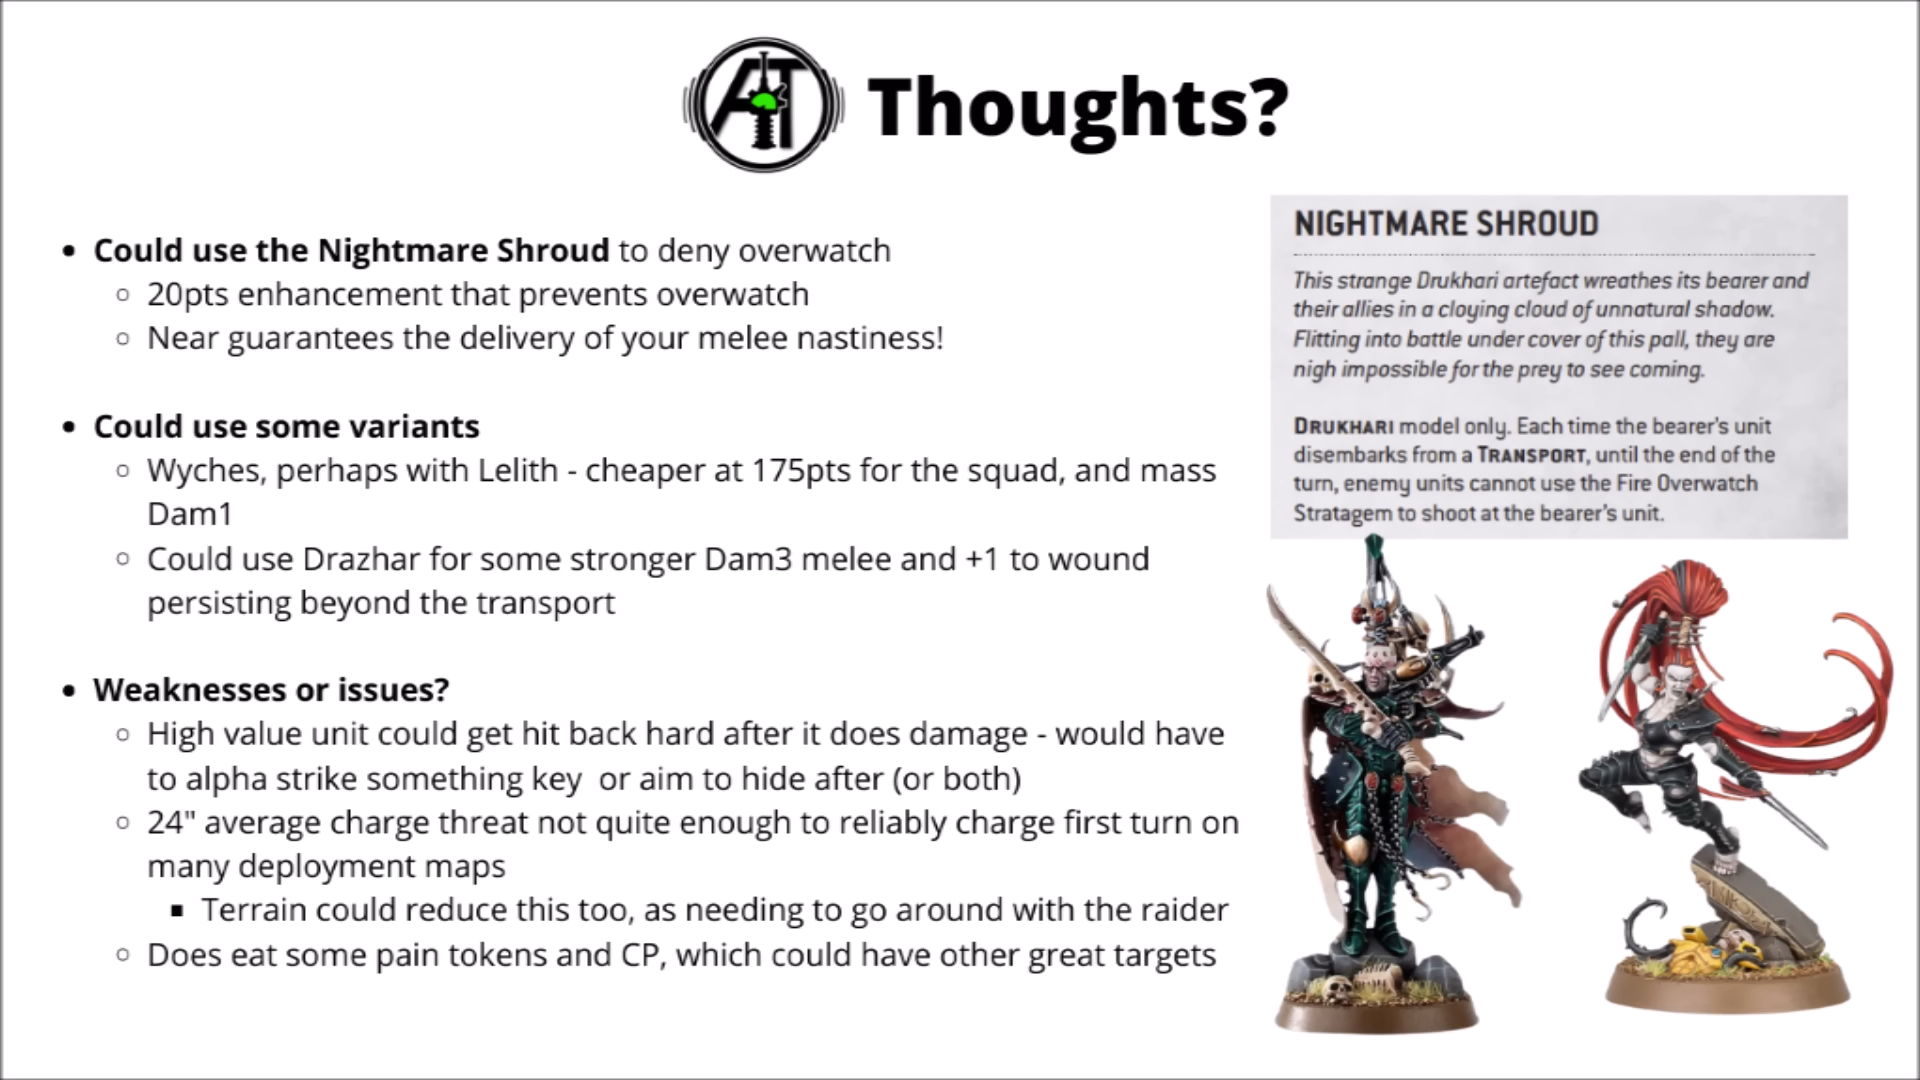 AT
Thoughts?
• Could use the Nightmare Shroud to deny overwatch
○ 20pts enhancement that prevents overwatch
○ Near guarantees the delivery of your melee nastiness!
• Could use some variants
○ Wyches, perhaps with Lelith - cheaper at 175pts for the squad, and mass
Dam1
○ Could use Drazhar for some stronger Dam3 melee and +1 to wound
persisting beyond the transport
• Weaknesses or issues?
○ High value unit could get hit back hard after it does damage - would have
to alpha strike something key  or aim to hide after (or both)
○ 24" average charge threat not quite enough to reliably charge first turn on
many deployment maps
▪ Terrain could reduce this too, as needing to go around with the raider
○ Does eat some pain tokens and CP, which could have other great targets
NIGHTMARE SHROUD
This strange Drukhari artefact wreathes its bearer and
their allies in a cloying cloud of unnatural shadow.
Flitting into battle under cover of this pall, they are
nigh impossible for the prey to see coming.
DRUKHARI model only. Each time the bearer's unit
disembarks from a TRANSPORT, until the end of the
turn, enemy units cannot use the Fire Overwatch
Stratagem to shoot at the bearer's unit.